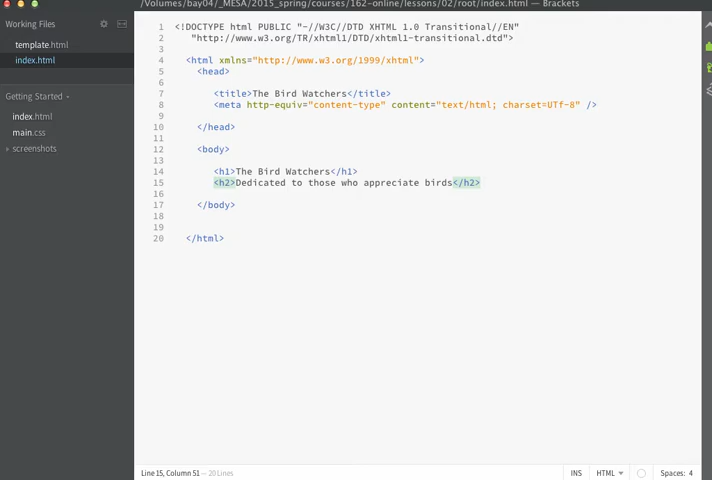 /Volumes/bay04/_MESA/2015_spring/courses/162-online/lessons/02/root/index.html — Brackets
Working Files
template.html
index.html
Getting Started
index.html
main.css
screenshots
1 <!DOCTYPE html PUBLIC "-//W3C//DTD XHTML 1.0 Transitional//EN"
2 "http://www.w3.org/TR/xhtml1/DTD/xhtml1-transitional.dtd">
3
4 <html xmlns="http://www.w3.org/1999/xhtml">
5 <head>
6
7 <title>The Bird Watchers</title>
8 <meta http-equiv="content-type" content="text/html; charset=UTf-8" />
9
10 </head>
11
12 <body>
13
14 <h1>The Bird Watchers</h1>
15 <h2>Dedicated to those who appreciate birds</h2>
16
17 </body>
18
19
20 </html>
Line 15, Column 51 — 20 Lines
INS
HTML
Spaces: 4